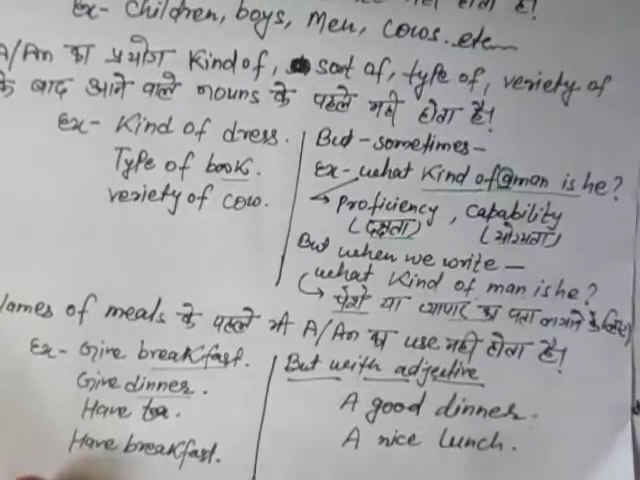 होता है।
Ex- Children, boys, Men, cows..etc
A/An का प्रयोग Kind of, sort of, type of, veriety of
के बाद आने वाले nouns के पहले नही होता है।
Ex- Kind of dress.
Type of book.
veriety of cow.
But - sometimes -
Ex- what Kind of a man is he?
→ Proficiency, capability
(दक्षता) (योग्यता)
But when we write -
what Kind of man is he?
→ पेशे या व्यापार का पता लगाने के लिए)
Names of meals के पहले भी A/An का use नही होता है।
Ex- Give breakfast.
Give dinner.
Have tea.
Have breakfast.
But with adjective
A good dinner.
A nice Lunch.